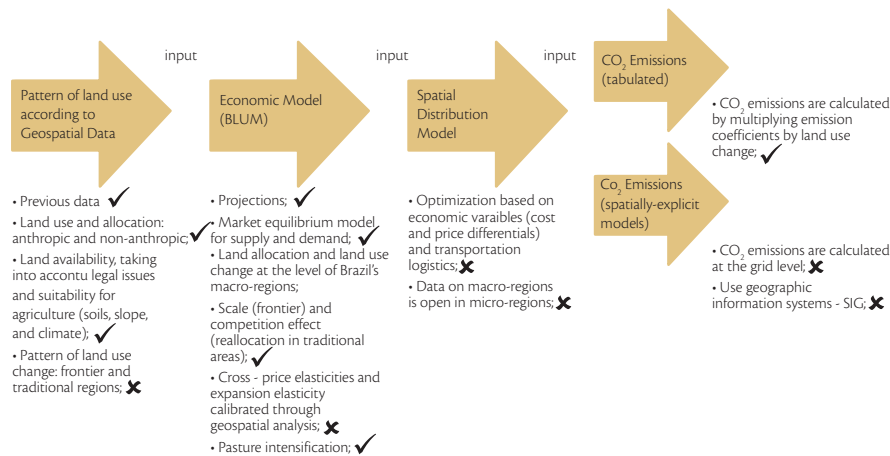 input
input
input
Pattern of land use
according to
Geospatial Data
• Previous data ✓
• Land use and allocation:
anthropic and non-anthropic; ✓
• Land availability, taking
into accontu legal issues
and suitability for
agriculture (soils, slope,
and climate); ✓
• Pattern of land use
change: frontier and
traditional regions; ✗
Economic Model
(BLUM)
• Projections; ✓
• Market equilibrium model
for supply and demand; ✓
• Land allocation and land use
change at the level of Brazil's
macro-regions;
• Scale (frontier) and
competition effect
(reallocation in traditional
areas); ✓
• Cross - price elasticities and
expansion elasticity
calibrated through
geospatial analysis; ✗
• Pasture intensification; ✓
Spatial
Distribution
Model
• Optimization based on
economic varaibles (cost
and price differentials)
and transportation
logistics; ✗
• Data on macro-regions
is open in micro-regions; ✗
CO₂ Emissions
(tabulated)
• CO₂ emissions are calculated
by multiplying emission
coefficients by land use
change; ✓
Co₂ Emissions
(spatially-explicit
models)
• CO₂ emissions are calculated
at the grid level; ✗
• Use geographic
information systems - SIG; ✗